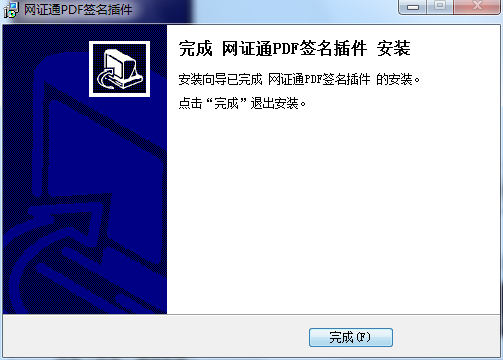 网证通PDF签名插件
完成 网证通PDF签名插件 安装
安装向导已完成 网证通PDF签名插件 的安装。
点击“完成”退出安装。
完成(F)